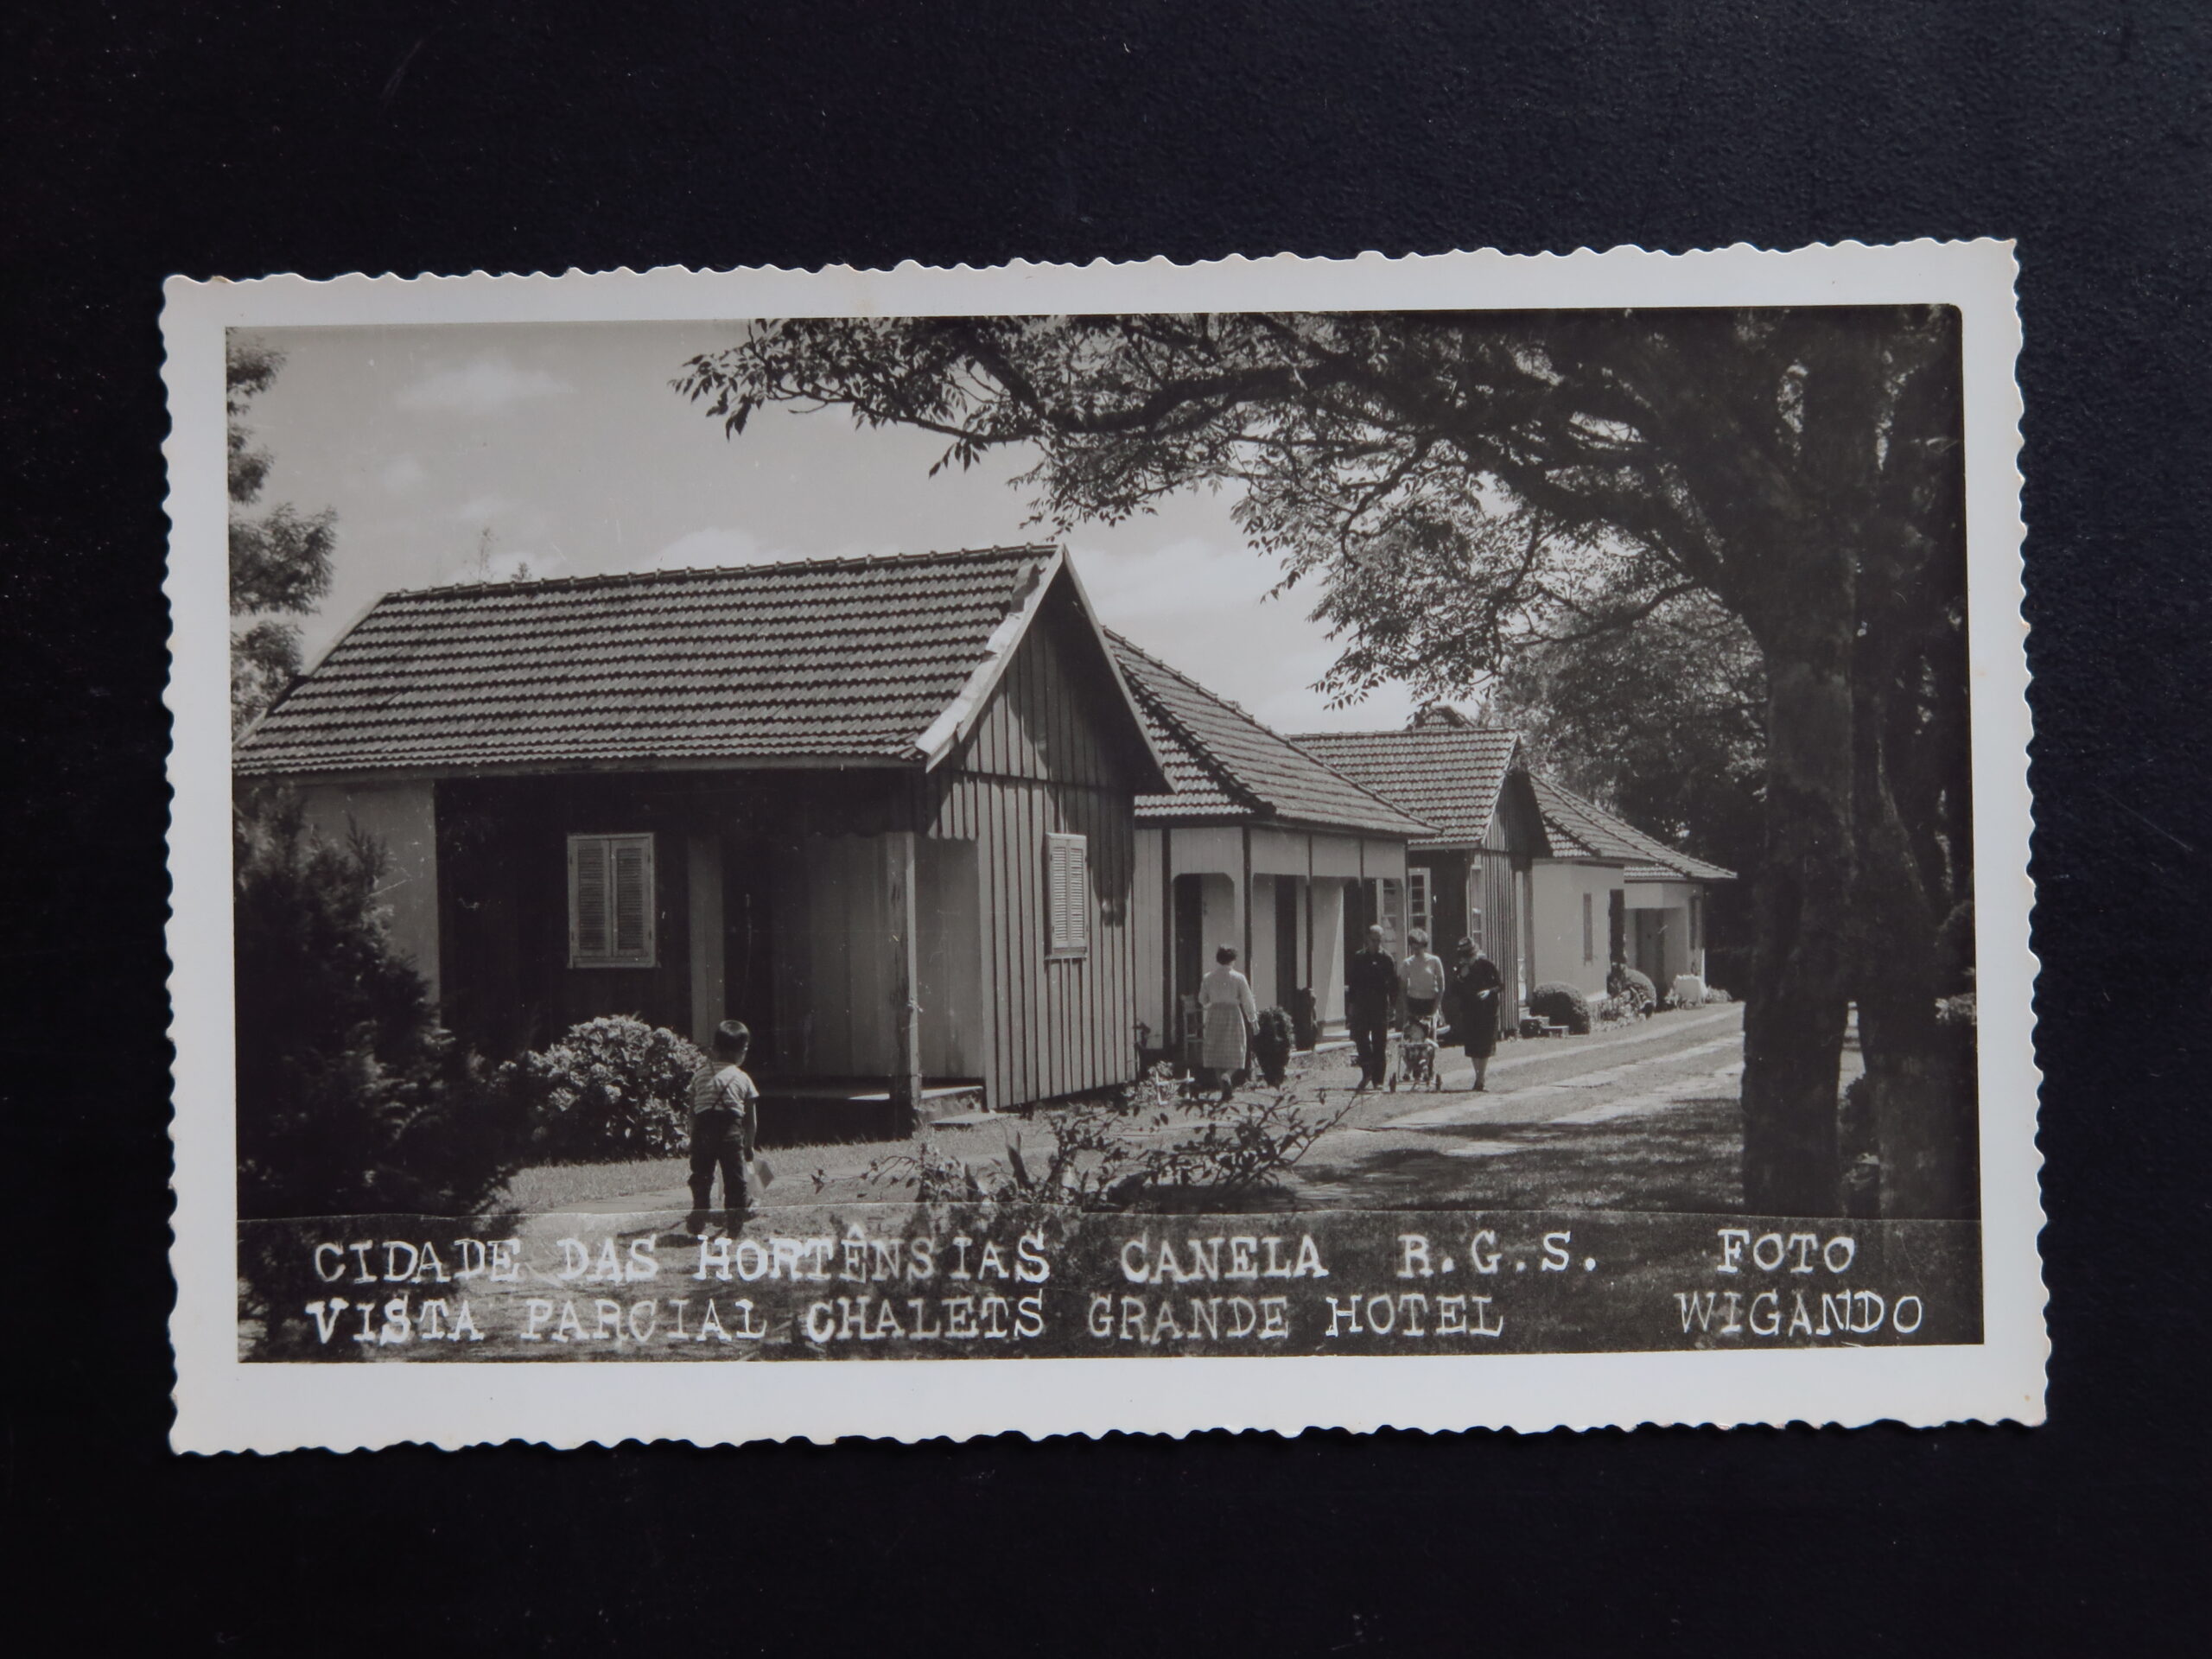 CIDADE DAS HORTÊNSIAS CANELA R.G.S. FOTO
VISTA PARCIAL CHALETS GRANDE HOTEL WIGANDO